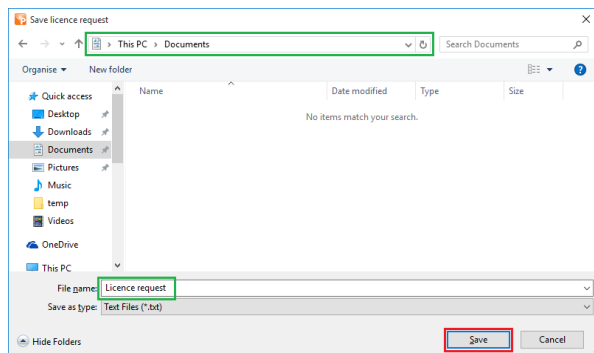 Save licence request
This PC > Documents
Search Documents
Organise
New folder
Name
Date modified
Type
Size
Quick access
Desktop
Downloads
Documents
Pictures
Music
temp
Videos
OneDrive
This PC
No items match your search.
File name: Licence request
Save as type: Text Files (*.txt)
Hide Folders
Save
Cancel